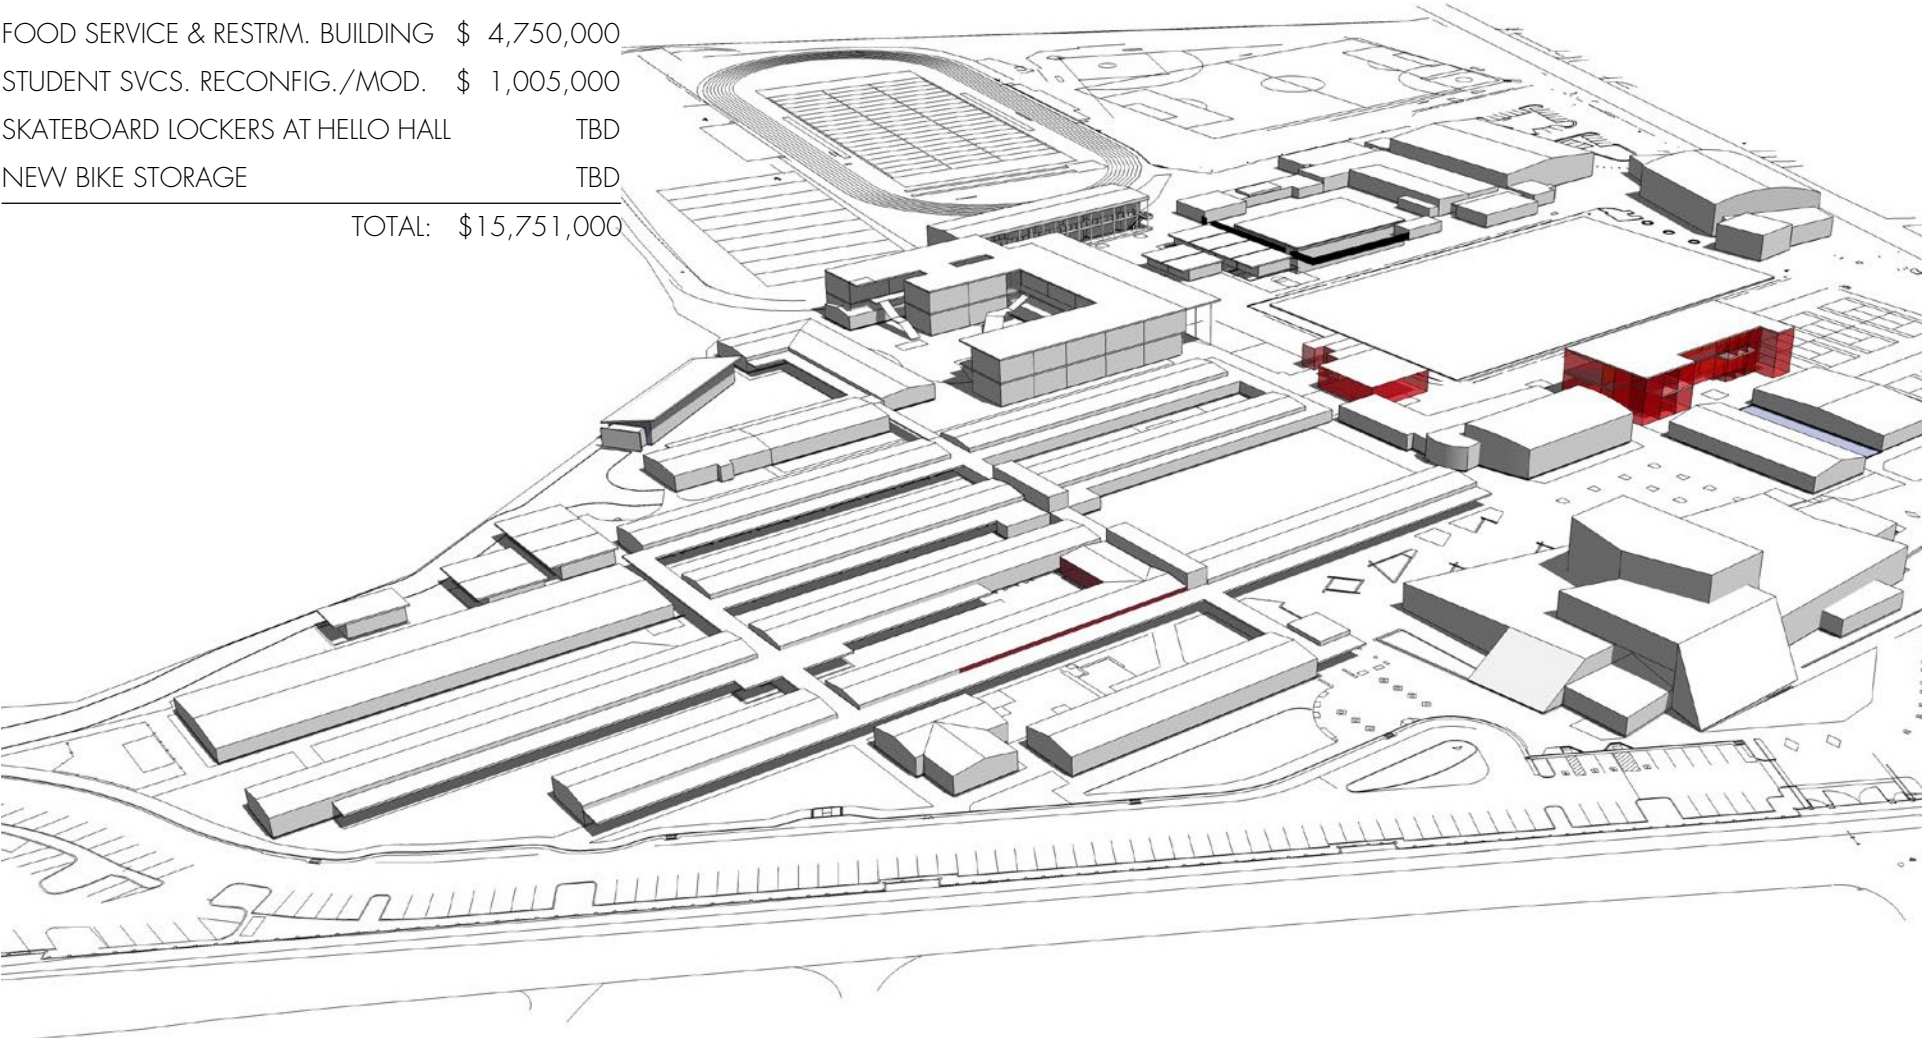 FOOD SERVICE & RESTRM. BUILDING $ 4,750,000
STUDENT SVCS. RECONFIG./MOD. $ 1,005,000
SKATEBOARD LOCKERS AT HELLO HALL TBD
NEW BIKE STORAGE TBD
TOTAL: $15,751,000